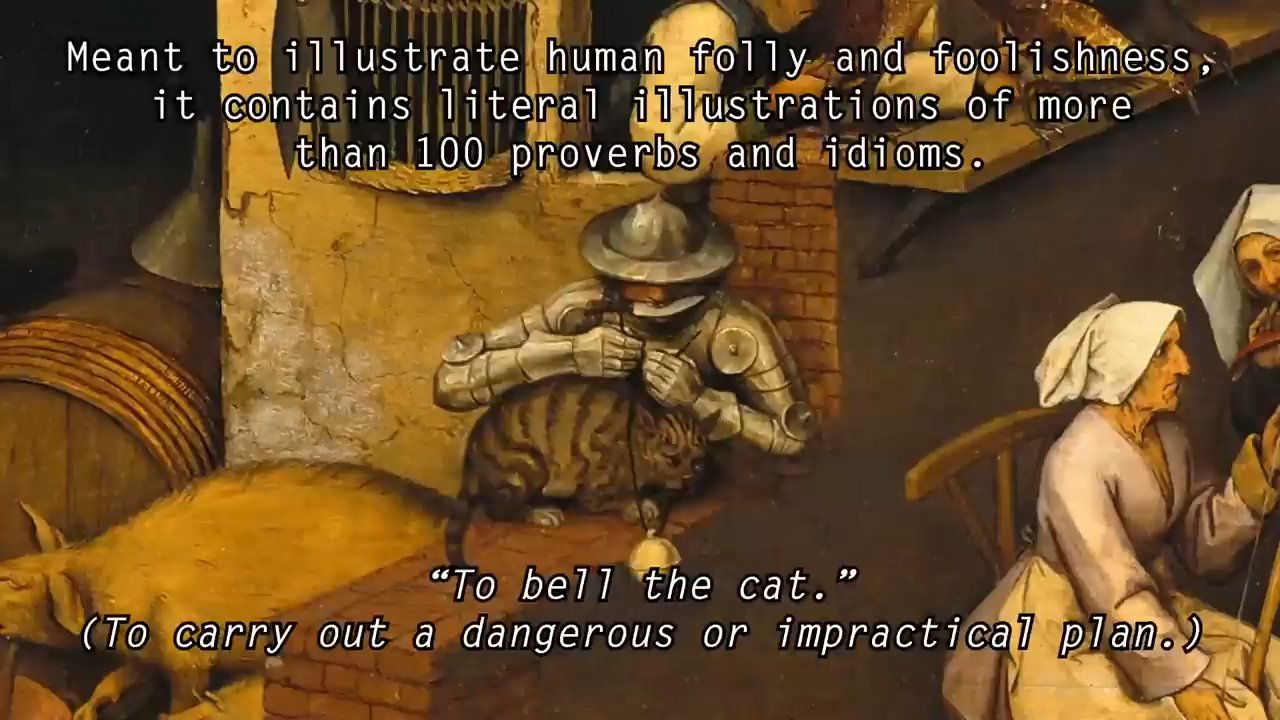 Meant to illustrate human folly and foolishness,
it contains literal illustrations of more
than 100 proverbs and idioms.
“To bell the cat.”
(To carry out a dangerous or impractical plan.)